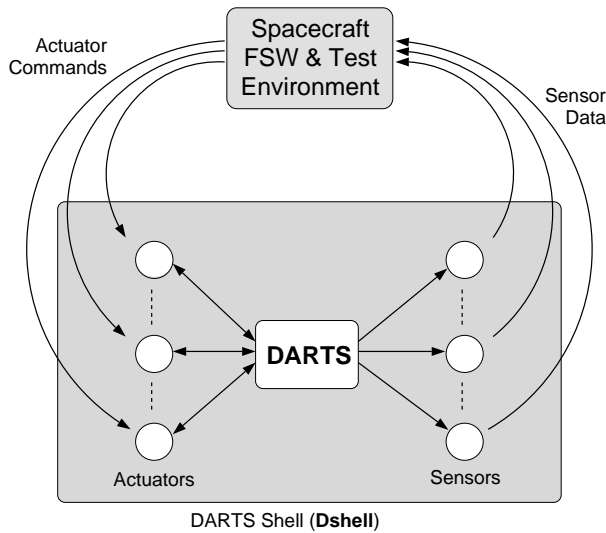 Spacecraft
FSW & Test
Environment
Actuator
Commands
Sensor
Data
DARTS
Actuators
Sensors
DARTS Shell (Dshell)